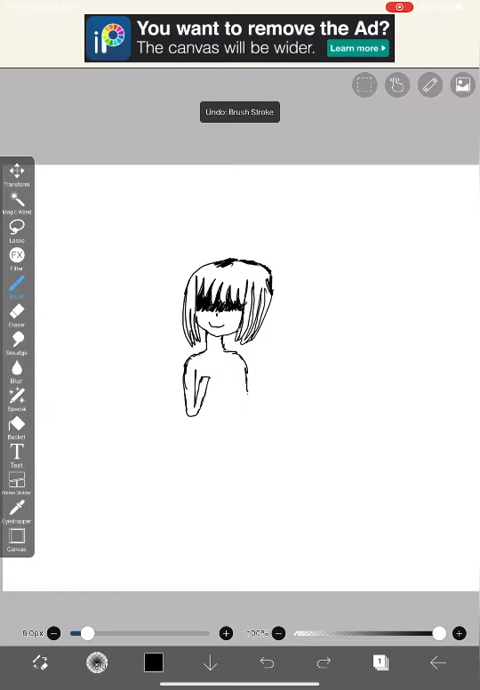 You want to remove the Ad?
The canvas will be wider.
Learn more
iP
Undo: Brush Stroke
Transform
Magic Wand
Lasso
FX
Filter
Brush
Eraser
Smudge
Blur
Special
Bucket
T
Text
Frame Divider
Eyedropper
Canvas
8.0px
100%
1